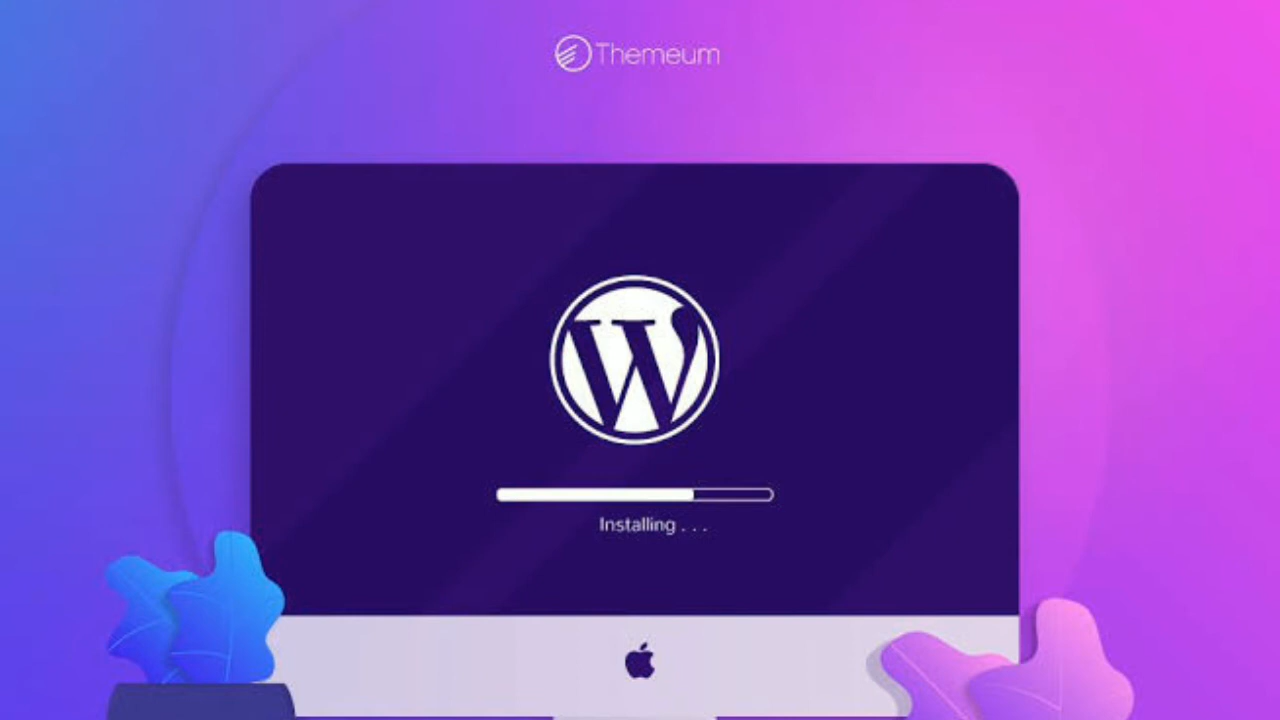 Themeum
W
Installing . . .